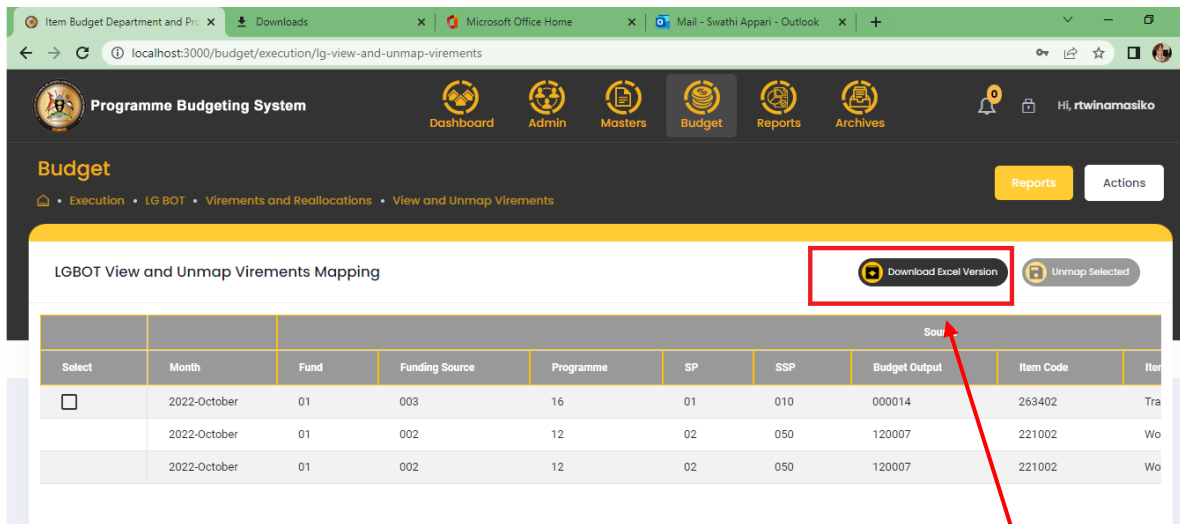 Item Budget Department and Pro
Downloads
Microsoft Office Home
Mail - Swathi Appari - Outlook
localhost:3000/budget/execution/lg-view-and-unmap-virements
Programme Budgeting System
Dashboard
Admin
Masters
Budget
Reports
Archives
0
Hi, rtwinamasiko
Budget
Reports
Actions
• Execution • LG BOT • Virements and Reallocations • View and Unmap Virements
LGBOT View and Unmap Virements Mapping
Download Excel Version
Unmap Selected
Select Month Fund Funding Source Programme SP SSP Budget Output Item Code
2022-October 01 003 16 01 010 000014 263402 Tra
2022-October 01 002 12 02 050 120007 221002 Wo
2022-October 01 002 12 02 050 120007 221002 Wo